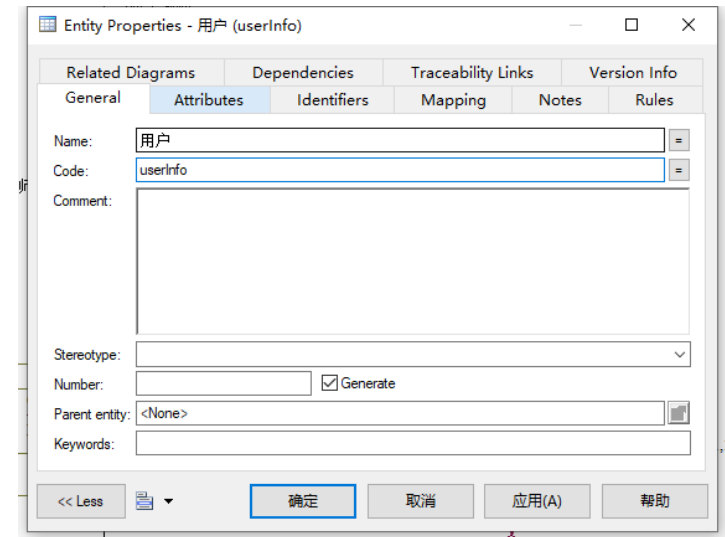 Entity Properties - 用户 (userInfo)
Related Diagrams Dependencies Traceability Links Version Info
General Attributes Identifiers Mapping Notes Rules
Name: 用户 =
Code: userInfo =
Comment:
Stereotype:
Number: Generate
Parent entity: <None>
Keywords:
<< Less 确定 取消 应用(A) 帮助